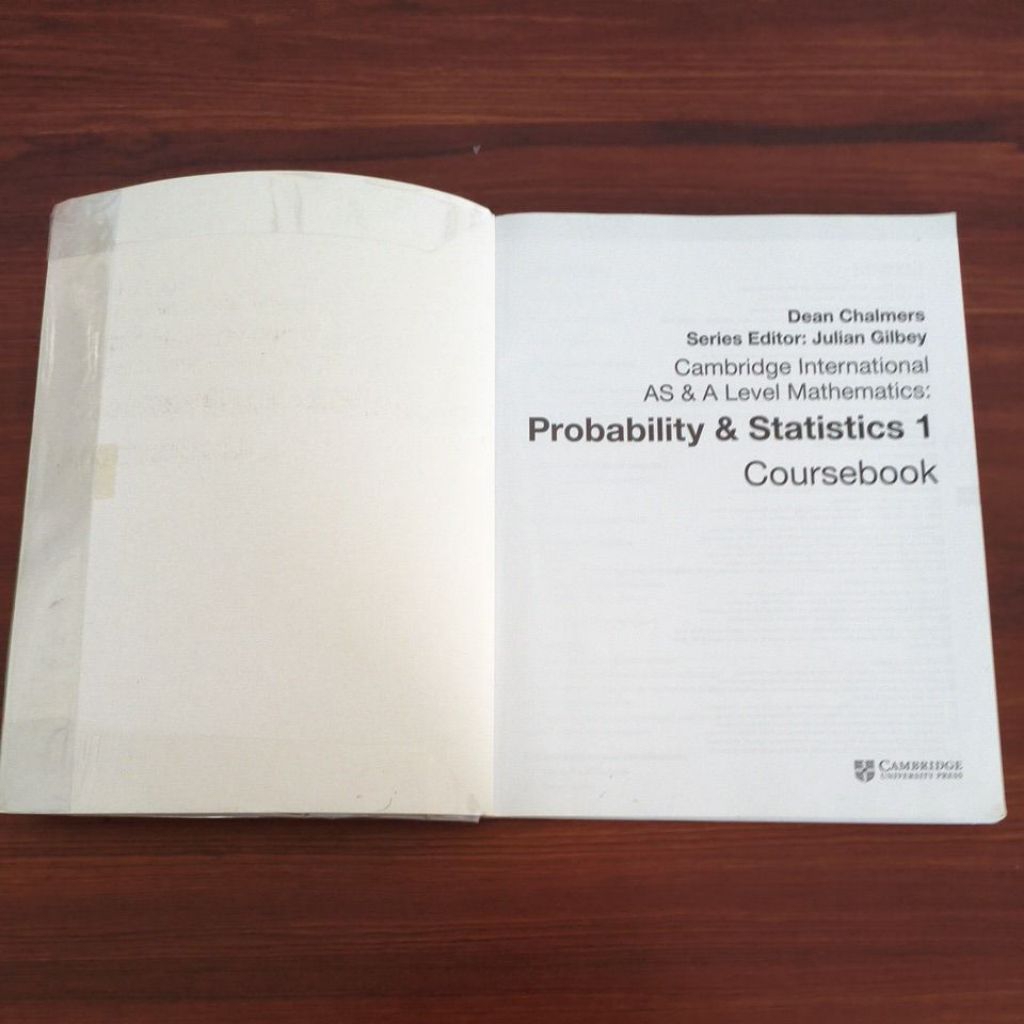 Dean Chalmers
Series Editor: Julian Gilbey
Cambridge International
AS & A Level Mathematics:
Probability & Statistics 1
Coursebook
CAMBRIDGE
UNIVERSITY PRESS